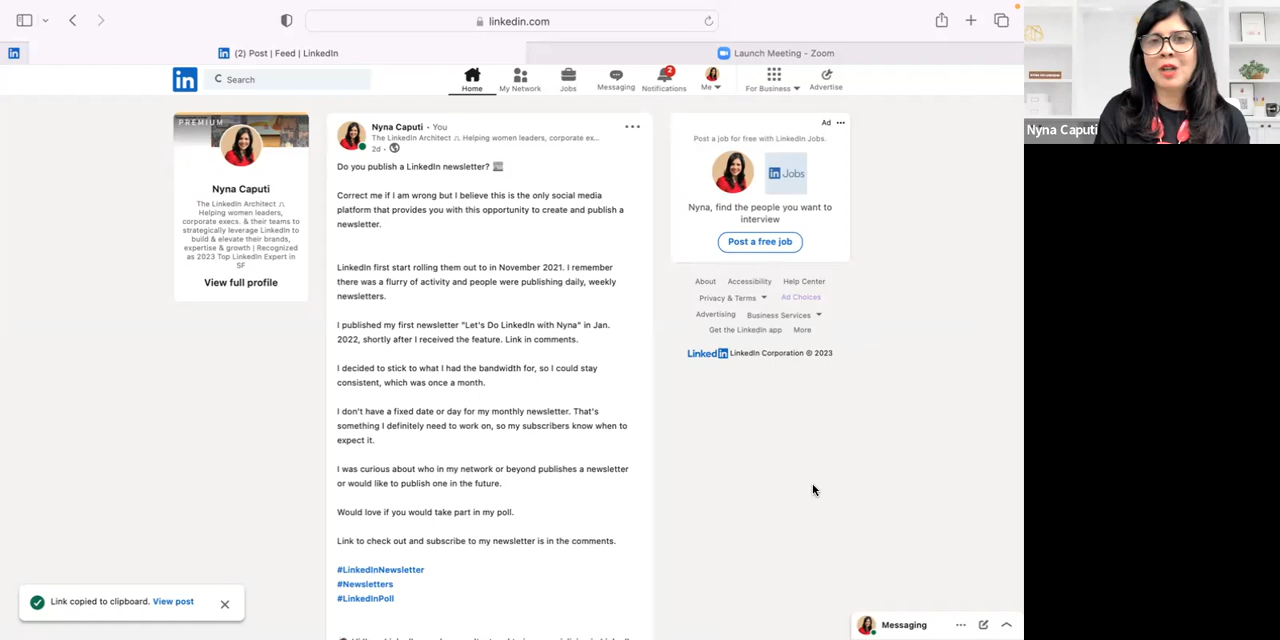 linkedin.com
(2) Post | Feed | LinkedIn
Launch Meeting - Zoom
Search
Home
My Network
Jobs
Messaging
2
Notifications
Me
For Business
Advertise
PREMIUM
Nyna Caputi
The LinkedIn Architect
Helping women leaders,
corporate execs. & their teams to
strategically leverage LinkedIn to
build & elevate their brands,
expertise & growth | Recognized
as 2023 Top LinkedIn Expert in
SF
View full profile
Nyna Caputi • You
The LinkedIn Architect Helping women leaders, corporate ex...
2d •
Do you publish a LinkedIn newsletter?
Correct me if I am wrong but I believe this is the only social media
platform that provides you with this opportunity to create and publish a
newsletter.
LinkedIn first start rolling them out to in November 2021. I remember
there was a flurry of activity and people were publishing daily, weekly
newsletters.
I published my first newsletter "Let's Do LinkedIn with Nyna" in Jan.
2022, shortly after I received the feature. Link in comments.
I decided to stick to what I had the bandwidth for, so I could stay
consistent, which was once a month.
I don't have a fixed date or day for my monthly newsletter. That's
something I definitely need to work on, so my subscribers know when to
expect it.
I was curious about who in my network or beyond publishes a newsletter
or would like to publish one in the future.
Would love if you would take part in my poll.
Link to check out and subscribe to my newsletter is in the comments.
#LinkedInNewsletter
#Newsletters
#LinkedInPoll
Ad
Post a job for free with LinkedIn Jobs.
in Jobs
Nyna, find the people you want to
interview
Post a free job
About Accessibility Help Center
Privacy & Terms Ad Choices
Advertising Business Services
Get the LinkedIn app More
LinkedIn LinkedIn Corporation © 2023
Link copied to clipboard. View post
Messaging
Nyna Caputi